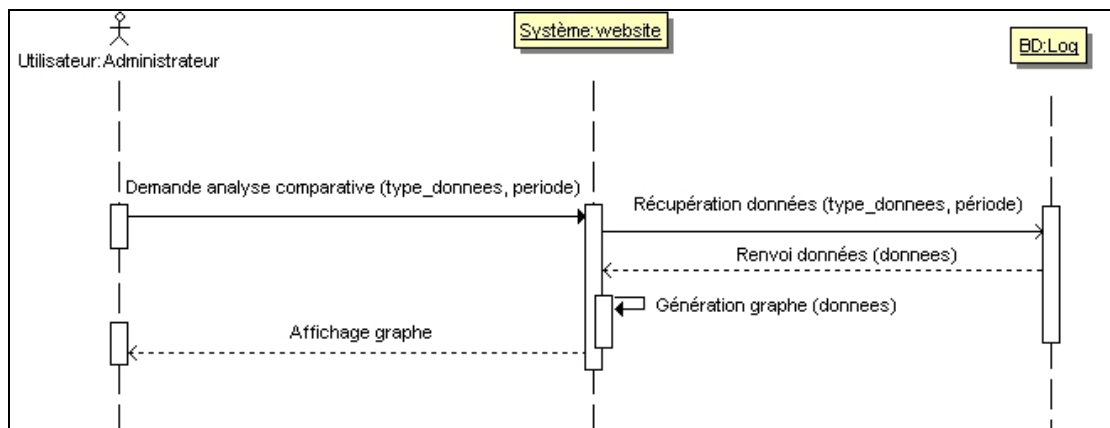 Utilisateur:Administrateur
Système:website
BD:Log
Demande analyse comparative (type_donnees, periode)
Récupération données (type_donnees, période)
Renvoi données (donnees)
Génération graphe (donnees)
Affichage graphe